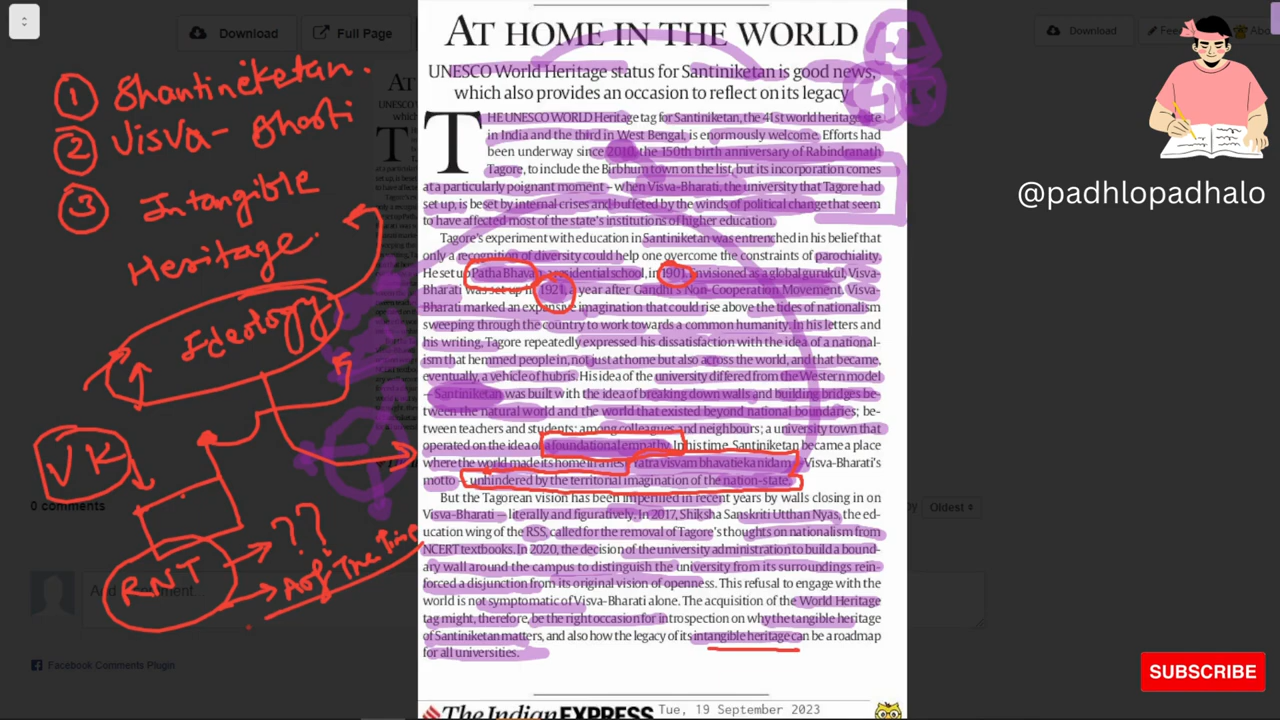 Download
Full Page
① Shantiniketan.
② Visva-Bharti
③ Intangible
Heritage.
Ideology
VK
RNT
??
AoF The Time
0 comments
Facebook Comments Plugin
AT HOME IN THE WORLD
UNESCO World Heritage status for Santiniketan is good news,
which also provides an occasion to reflect on its legacy
THE UNESCO WORLD Heritage tag for Santiniketan, the 41st world heritage site
in India and the third in West Bengal, is enormously welcome. Efforts had
been underway since 2010, the 150th birth anniversary of Rabindranath
Tagore, to include the Birbhum town on the list, but its incorporation comes
at a particularly poignant moment – when Visva-Bharati, the university that Tagore had
set up, is beset by internal crises and buffeted by the winds of political change that seem
to have affected most of the state's institutions of higher education.
Tagore's experiment with education in Santiniketan was entrenched in his belief that
only a recognition of diversity could help one overcome the constraints of parochiality.
He set up Patha Bhavan, a residential school, in 1901. Envisioned as a global gurukul, Visva-
Bharati was set up in 1921, a year after Gandhi's Non-Cooperation Movement. Visva-
Bharati marked an expansive imagination that could rise above the tides of nationalism
sweeping through the country to work towards a common humanity. In his letters and
his writing, Tagore repeatedly expressed his dissatisfaction with the idea of a national-
ism that hemmed people in, not just at home but also across the world, and that became,
eventually, a vehicle of hubris. His idea of the university differed from the Western model
— Santiniketan was built with the idea of breaking down walls and building bridges be-
tween the natural world and the world that existed beyond national boundaries; be-
tween teachers and students; among colleagues and neighbours; a university town that
operated on the idea of a foundational empathy. In his time, Santiniketan became a place
where the world made its home in a nest — Yatra visvam bhavatieka nidam, Visva-Bharati's
motto — unhindered by the territorial imagination of the nation-state.
But the Tagorean vision has been imperilled in recent years by walls closing in on
Visva-Bharati — literally and figuratively. In 2017, Shiksha Sanskriti Utthan Nyas, the ed-
ucation wing of the RSS, called for the removal of Tagore's thoughts on nationalism from
NCERT textbooks. In 2020, the decision of the university administration to build a bound-
ary wall around the campus to distinguish the university from its surroundings rein-
forced a disjunction from its original vision of openness. This refusal to engage with the
world is not symptomatic of Visva-Bharati alone. The acquisition of the World Heritage
tag might, therefore, be the right occasion for introspection on why the tangible heritage
of Santiniketan matters, and also how the legacy of its intangible heritage can be a roadmap
for all universities.
The Indian EXPRESS
Tue, 19 September 2023
Download
@padhlopadhalo
by Oldest
SUBSCRIBE